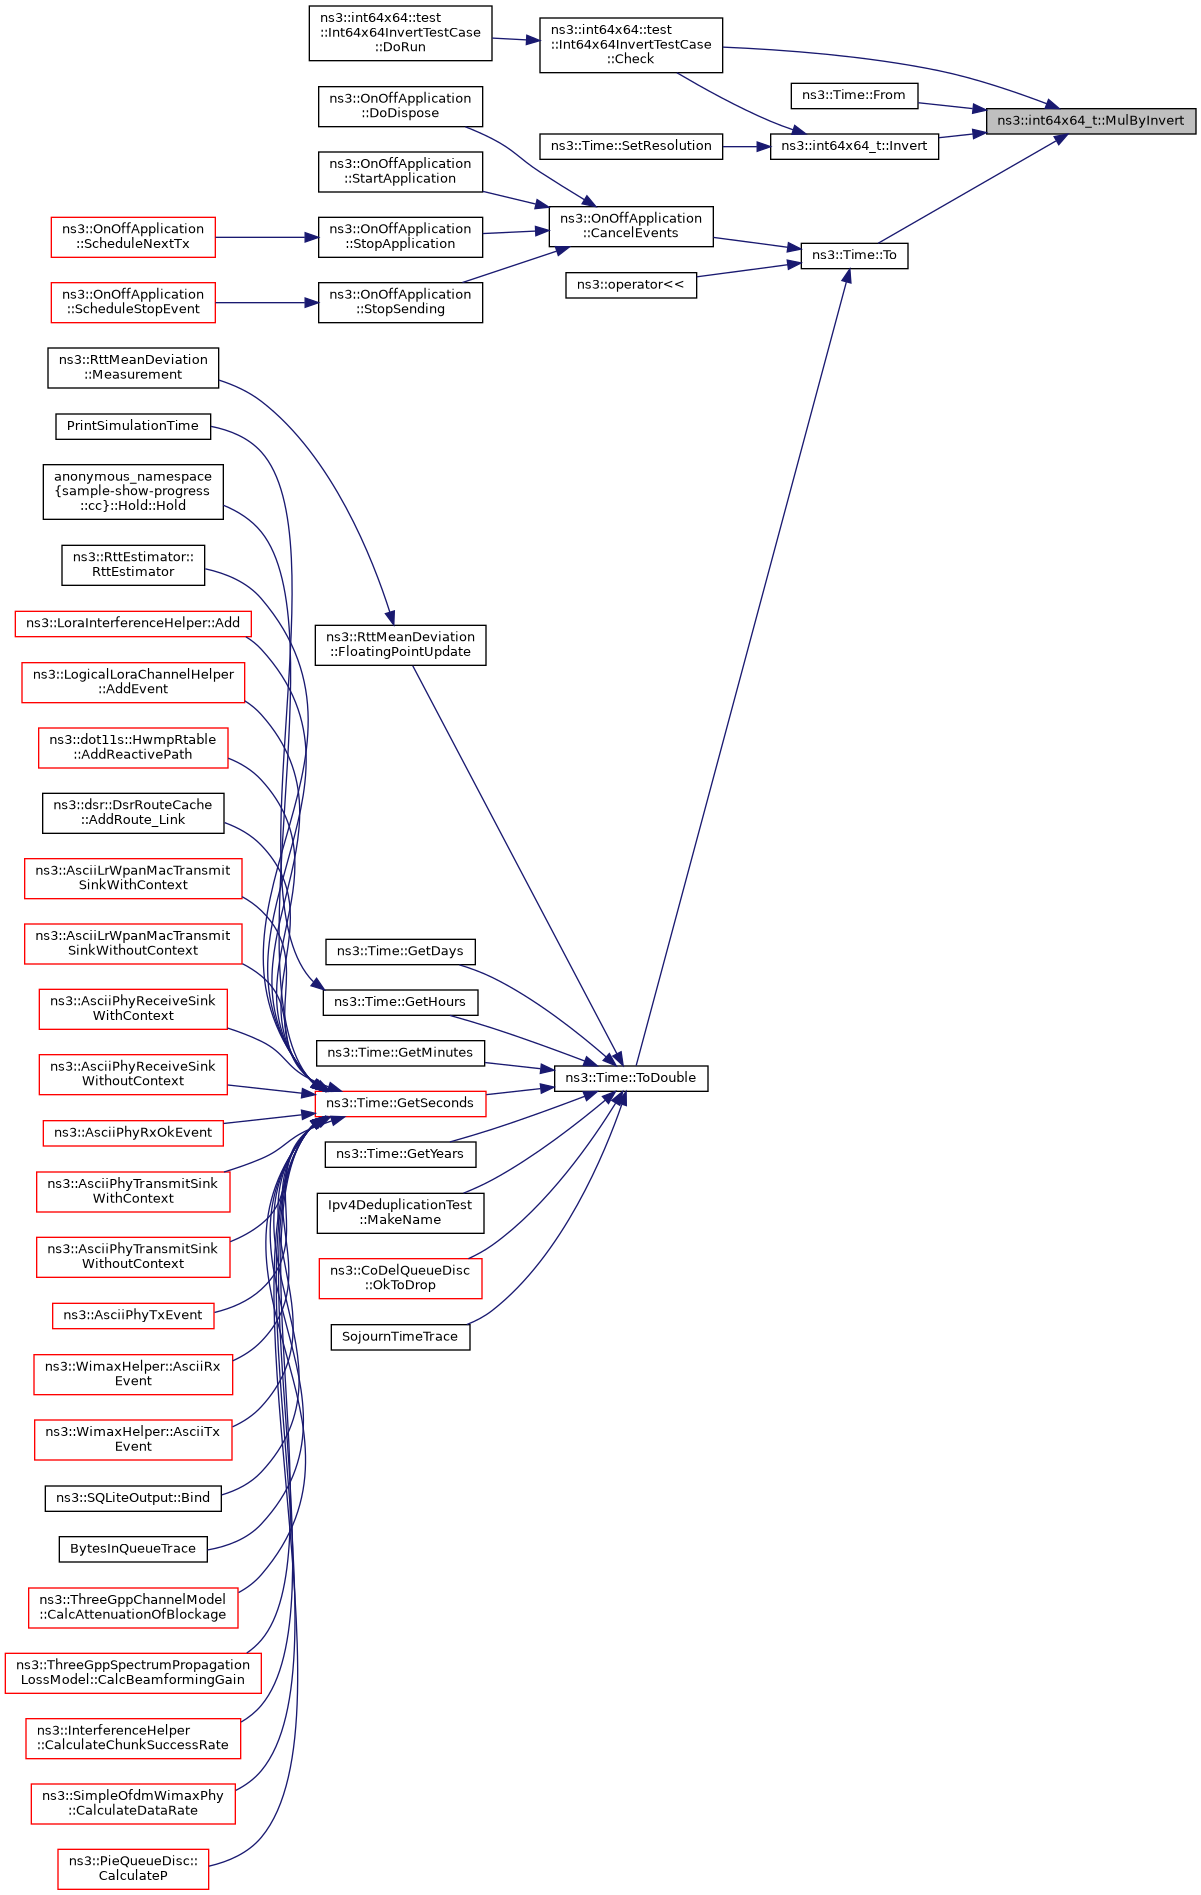 ns3::int64x64::test
::Int64x64InvertTestCase
::DoRun
ns3::int64x64::test
::Int64x64InvertTestCase
::Check
ns3::Time::From
ns3::int64x64_t::MulByInvert
ns3::OnOffApplication
::DoDispose
ns3::Time::SetResolution
ns3::int64x64_t::Invert
ns3::OnOffApplication
::StartApplication
ns3::OnOffApplication
::ScheduleNextTx
ns3::OnOffApplication
::StopApplication
ns3::OnOffApplication
::CancelEvents
ns3::Time::To
ns3::operator<<
ns3::OnOffApplication
::ScheduleStopEvent
ns3::OnOffApplication
::StopSending
ns3::RttMeanDeviation
::Measurement
PrintSimulationTime
anonymous_namespace
{sample-show-progress
::cc}::Hold::Hold
ns3::RttEstimator::
RttEstimator
ns3::LoraInterferenceHelper::Add
ns3::RttMeanDeviation
::FloatingPointUpdate
ns3::LogicalLoraChannelHelper
::AddEvent
ns3::dot11s::HwmpRtable
::AddReactivePath
ns3::dsr::DsrRouteCache
::AddRoute_Link
ns3::AsciiLrWpanMacTransmit
SinkWithContext
ns3::AsciiLrWpanMacTransmit
SinkWithoutContext
ns3::Time::GetDays
ns3::AsciiPhyReceiveSink
WithContext
ns3::Time::GetHours
ns3::Time::GetMinutes
ns3::AsciiPhyReceiveSink
WithoutContext
ns3::Time::ToDouble
ns3::Time::GetSeconds
ns3::AsciiPhyRxOkEvent
ns3::Time::GetYears
ns3::AsciiPhyTransmitSink
WithContext
Ipv4DeduplicationTest
::MakeName
ns3::AsciiPhyTransmitSink
WithoutContext
ns3::CoDelQueueDisc
::OkToDrop
ns3::AsciiPhyTxEvent
SojournTimeTrace
ns3::WimaxHelper::AsciiRx
Event
ns3::WimaxHelper::AsciiTx
Event
ns3::SQLiteOutput::Bind
BytesInQueueTrace
ns3::ThreeGppChannelModel
::CalcAttenuationOfBlockage
ns3::ThreeGppSpectrumPropagation
LossModel::CalcBeamformingGain
ns3::InterferenceHelper
::CalculateChunkSuccessRate
ns3::SimpleOfdmWimaxPhy
::CalculateDataRate
ns3::PieQueueDisc::
CalculateP